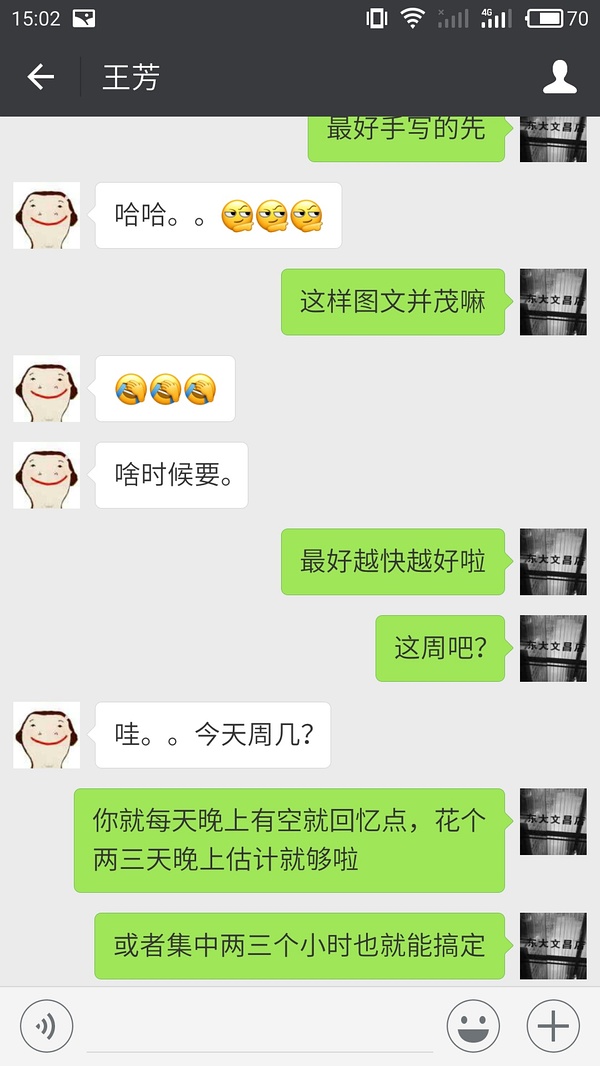 15:02
4G
70
王芳
最好手写的先
哈哈。。
这样图文并茂嘛
啥时候要。
最好越快越好啦
这周吧？
哇。。今天周几？
你就每天晚上有空就回忆点，花个
两三天晚上估计就够啦
或者集中两三个小时也就能搞定